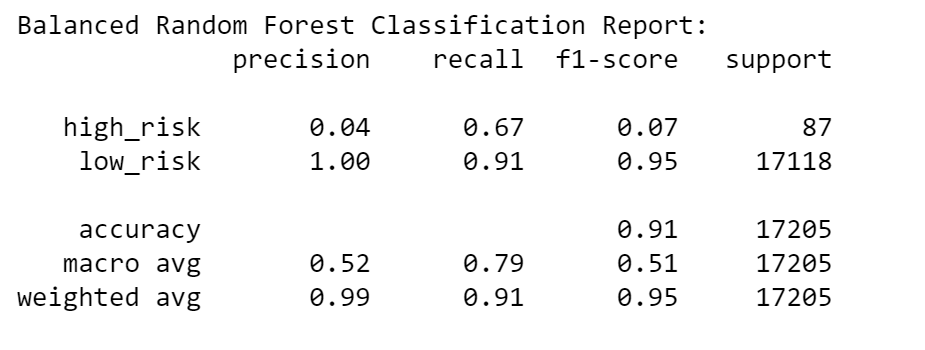 Balanced Random Forest Classification Report:
precision recall f1-score support
high_risk 0.04 0.67 0.07 87
low_risk 1.00 0.91 0.95 17118
accuracy 0.91 17205
macro avg 0.52 0.79 0.51 17205
weighted avg 0.99 0.91 0.95 17205